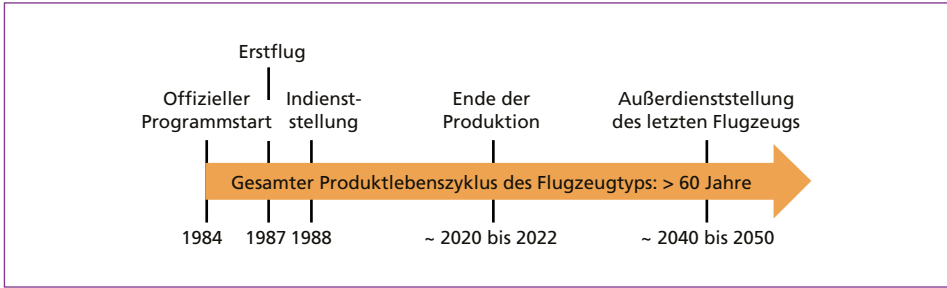 Erstflug
Offizieller
Programmstart
Indienst-
stellung
Ende der
Produktion
Außerdienststellung
des letzten Flugzeugs
Gesamter Produktlebenszyklus des Flugzeugtyps: > 60 Jahre
1984 1987 1988 ~ 2020 bis 2022 ~ 2040 bis 2050